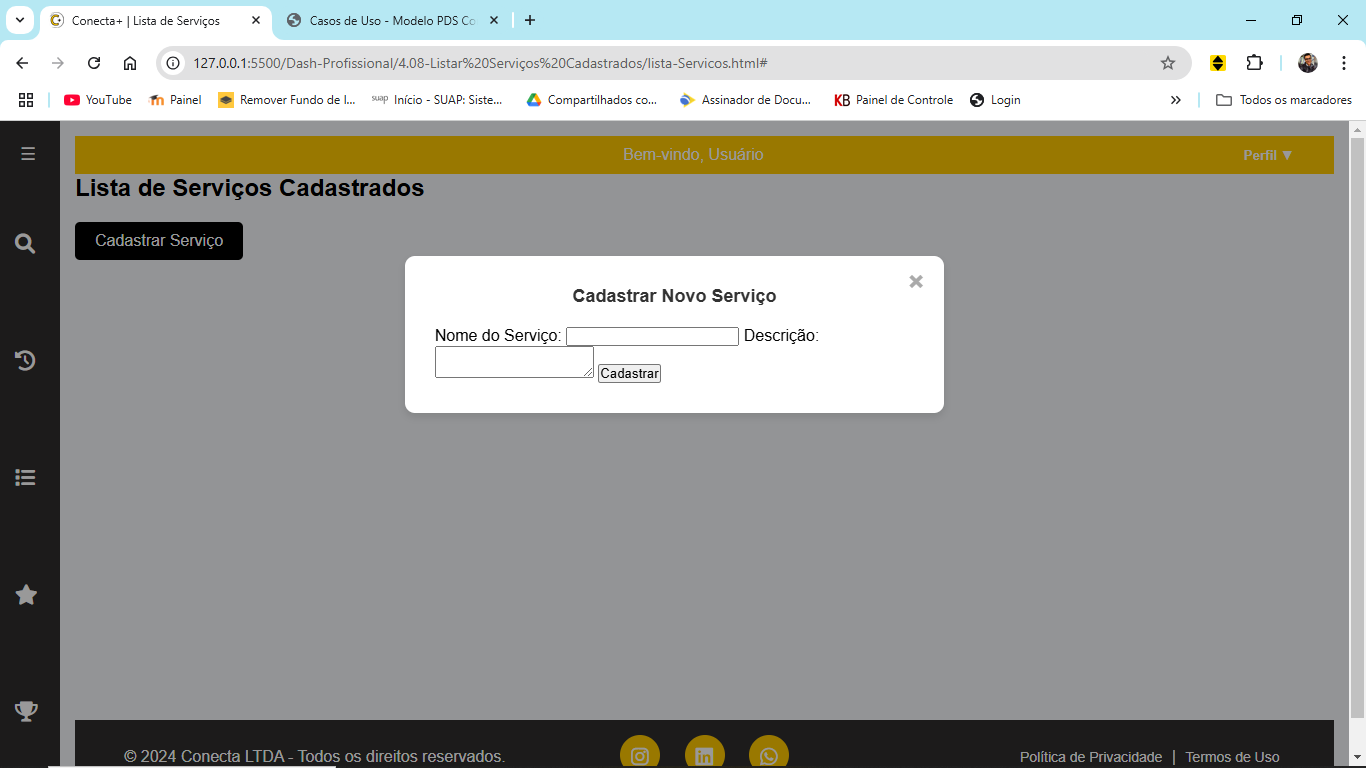 Conecta+ | Lista de Serviços
Casos de Uso - Modelo PDS Co
127.0.0.1:5500/Dash-Profissional/4.08-Listar%20Serviços%20Cadastrados/lista-Servicos.html#
YouTube Painel Remover Fundo de I... suap Início - SUAP: Siste... Compartilhados co... Assinador de Docu... KB Painel de Controle Login » Todos os marcadores
Bem-vindo, Usuário Perfil ▼
Lista de Serviços Cadastrados
Cadastrar Serviço
Cadastrar Novo Serviço
Nome do Serviço: Descrição:
Cadastrar
© 2024 Conecta LTDA - Todos os direitos reservados. Política de Privacidade | Termos de Uso